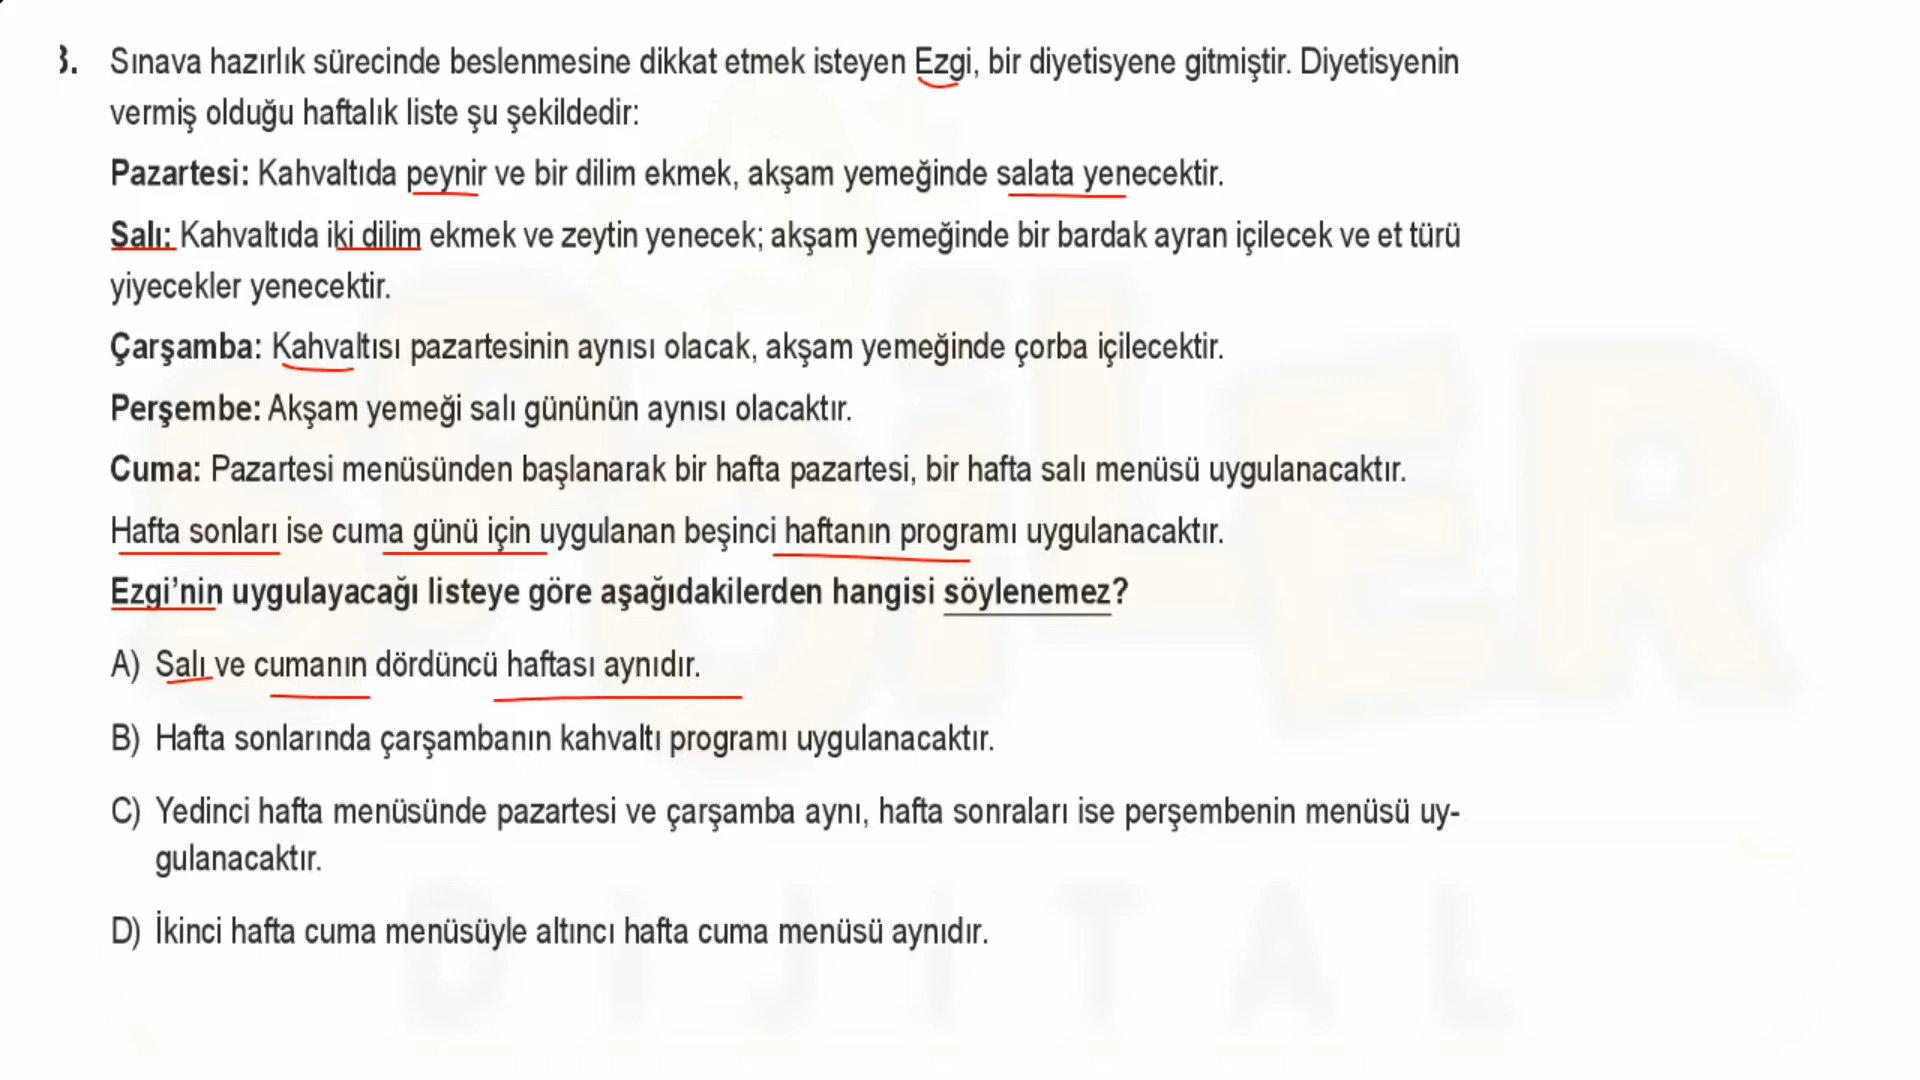 3. Sınava hazırlık sürecinde beslenmesine dikkat etmek isteyen Ezgi, bir diyetisyene gitmiştir. Diyetisyenin
vermiş olduğu haftalık liste şu şekildedir:
Pazartesi: Kahvaltıda peynir ve bir dilim ekmek, akşam yemeğinde salata yenecektir.
Salı: Kahvaltıda iki dilim ekmek ve zeytin yenecek; akşam yemeğinde bir bardak ayran içilecek ve et türü
yiyecekler yenecektir.
Çarşamba: Kahvaltısı pazartesinin aynısı olacak, akşam yemeğinde çorba içilecektir.
Perşembe: Akşam yemeği salı gününün aynısı olacaktır.
Cuma: Pazartesi menüsünden başlanarak bir hafta pazartesi, bir hafta salı menüsü uygulanacaktır.
Hafta sonları ise cuma günü için uygulanan beşinci haftanın programı uygulanacaktır.
Ezgi’nin uygulayacağı listeye göre aşağıdakilerden hangisi söylenemez?
A) Salı ve cumanın dördüncü haftası aynıdır.
B) Hafta sonlarında çarşambanın kahvaltı programı uygulanacaktır.
C) Yedinci hafta menüsünde pazartesi ve çarşamba aynı, hafta sonraları ise perşembenin menüsü uy-
gulanacaktır.
D) İkinci hafta cuma menüsüyle altıncı hafta cuma menüsü aynıdır.
SPOİLER
DİJİTAL